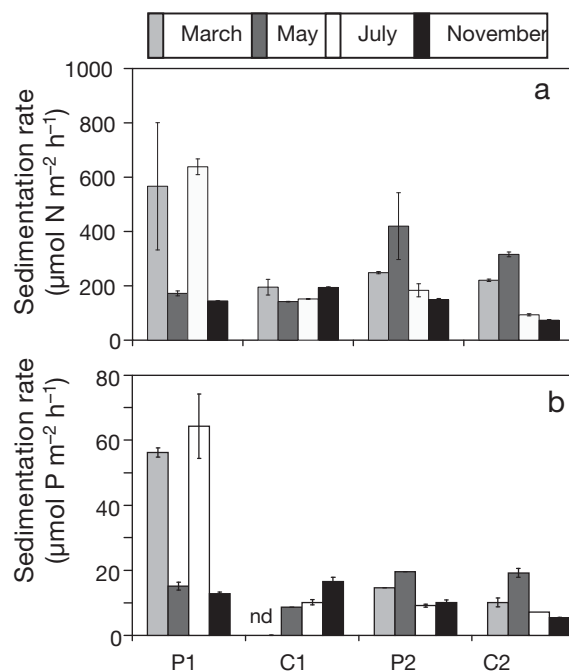 March May July November
a
Sedimentation rate
(µmol N m⁻² h⁻¹)
1000
800
600
400
200
0
b
Sedimentation rate
(µmol P m⁻² h⁻¹)
80
60
40
20
0
nd
P1 C1 P2 C2